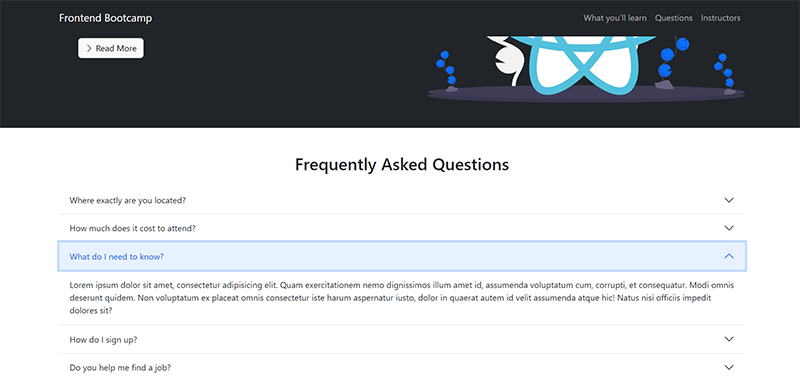 Frontend Bootcamp
What you'll learn Questions Instructors
Read More
Frequently Asked Questions
Where exactly are you located?
How much does it cost to attend?
What do I need to know?
Lorem ipsum dolor sit amet, consectetur adipisicing elit. Quam exercitationem nemo dignissimos illum amet id, assumenda voluptatum cum, corrupti, et consequatur. Modi omnis
deserunt quidem. Non voluptatum ex placeat omnis consectetur iste harum aspernatur iusto, dolor in quaerat autem id velit assumenda atque hic! Natus nisi officiis impedit
dolores sit?
How do I sign up?
Do you help me find a job?